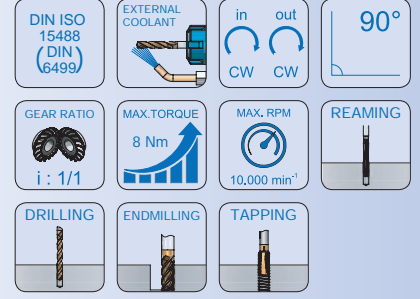 DIN ISO
15488
(DIN
6499)
EXTERNAL
COOLANT
in out
CW CW
90°
GEAR RATIO
i : 1/1
MAX.TORQUE
8 Nm
MAX. RPM
10.000 min⁻¹
REAMING
DRILLING
ENDMILLING
TAPPING